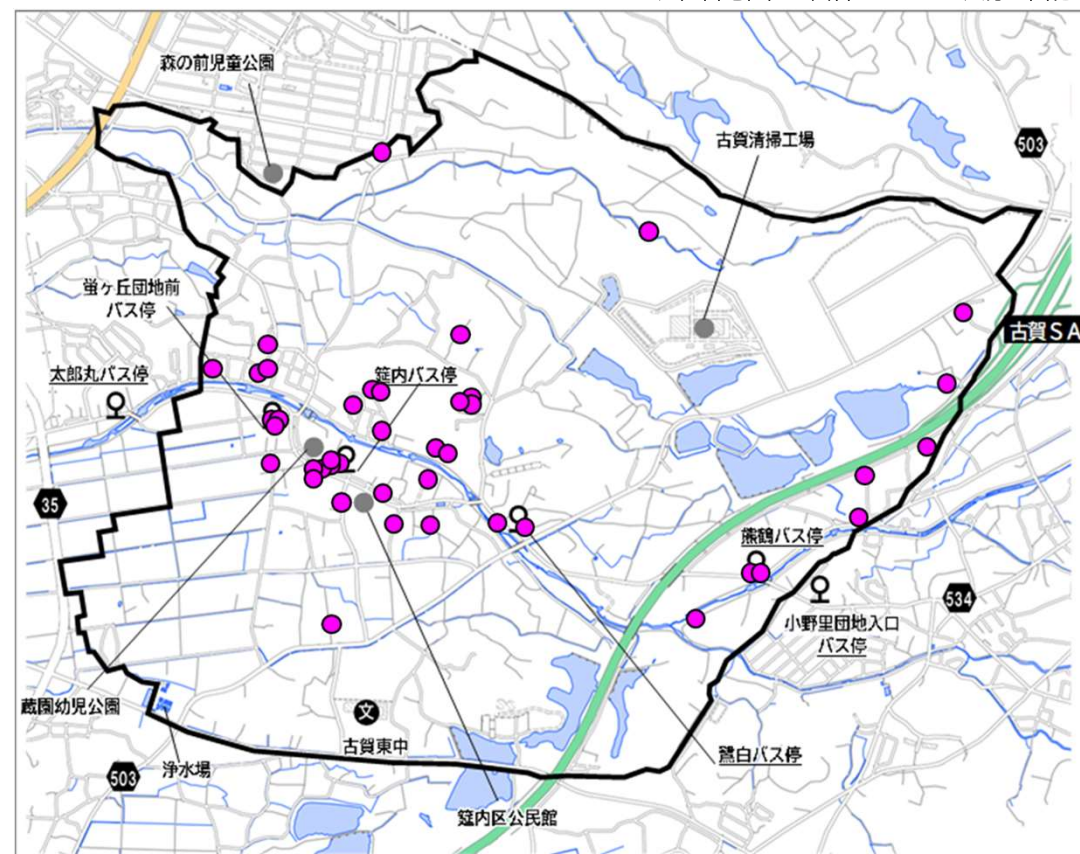 森の前児童公園
古賀清掃工場
503
蛍ヶ丘団地前
バス停
古賀SA
太郎丸バス停
筵内バス停
35
熊鶴バス停
534
小野里団地入口
バス停
蔵園幼児公園
文
古賀東中
鷺白バス停
503
浄水場
筵内区公民館